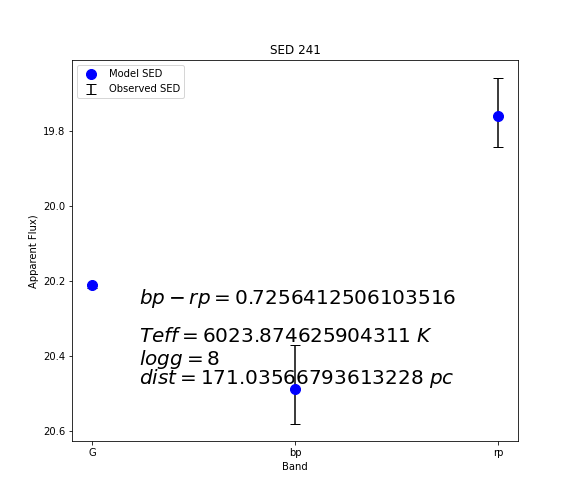 SED 241
Model SED
Observed SED
19.8
20.0
20.2
20.4
20.6
Apparent Flux)
bp − rp = 0.7256412506103516
Teff = 6023.874625904311 K
logg = 8
dist = 171.03566793613228 pc
G bp rp
Band